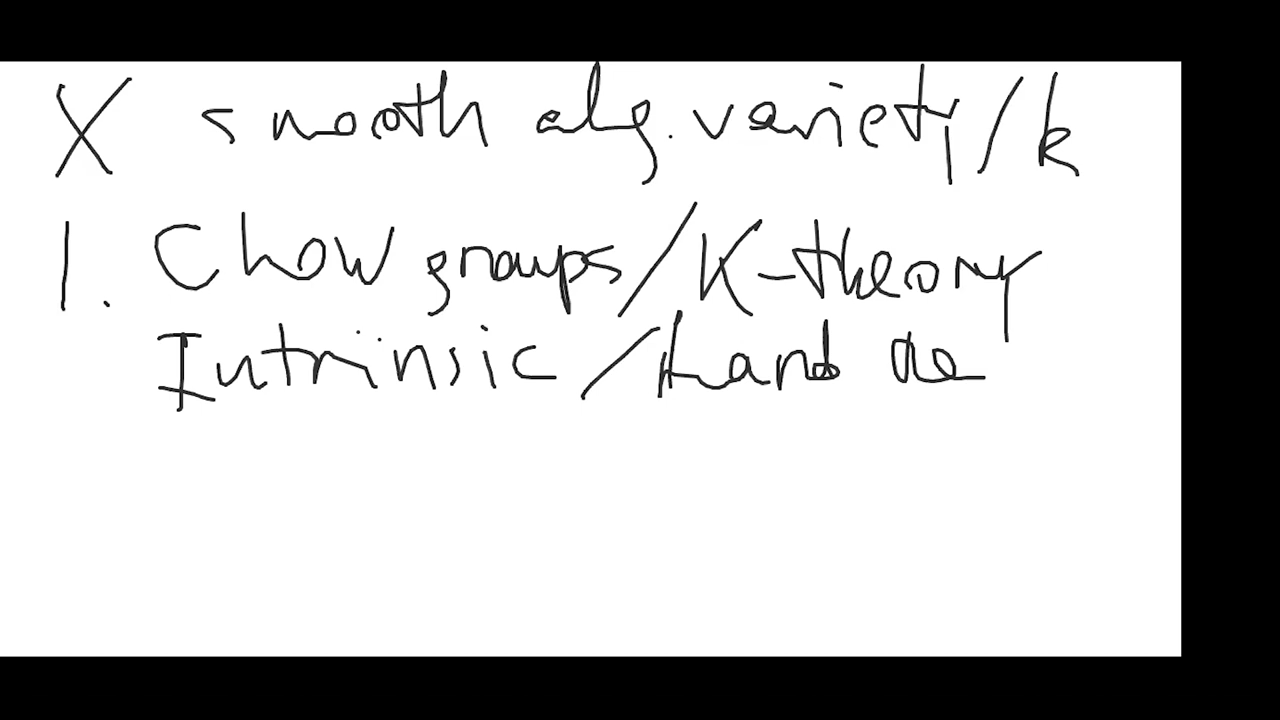 X smooth alg. variety/k
1. Chow groups/K-theory
Intrinsic/hard